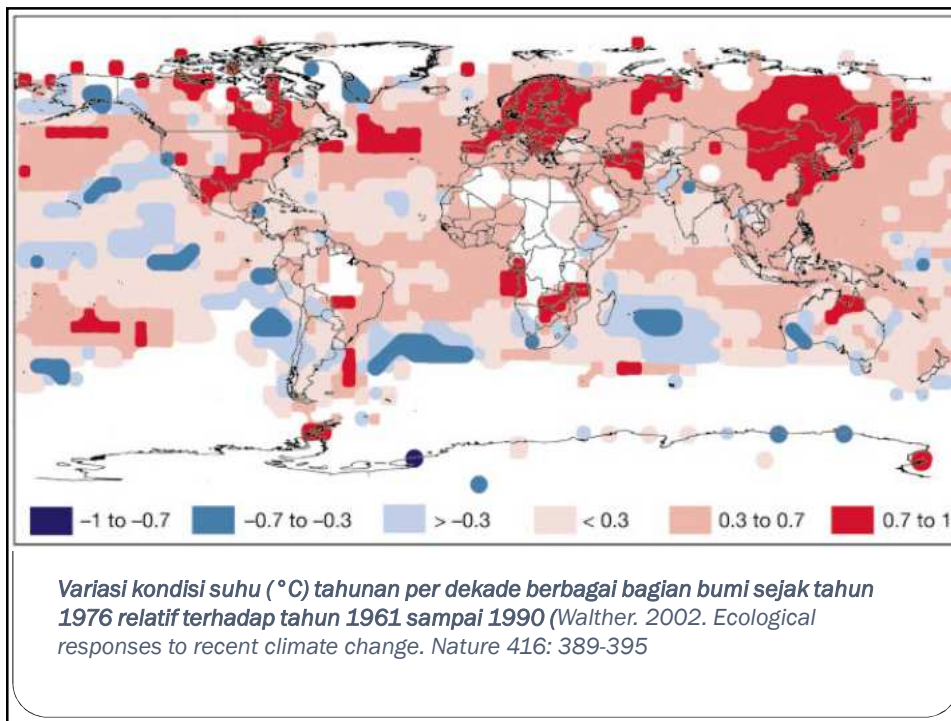 –1 to –0.7 –0.7 to –0.3 > –0.3 < 0.3 0.3 to 0.7 0.7 to 1
Variasi kondisi suhu (°C) tahunan per dekade berbagai bagian bumi sejak tahun
1976 relatif terhadap tahun 1961 sampai 1990 (Walther. 2002. Ecological
responses to recent climate change. Nature 416: 389-395